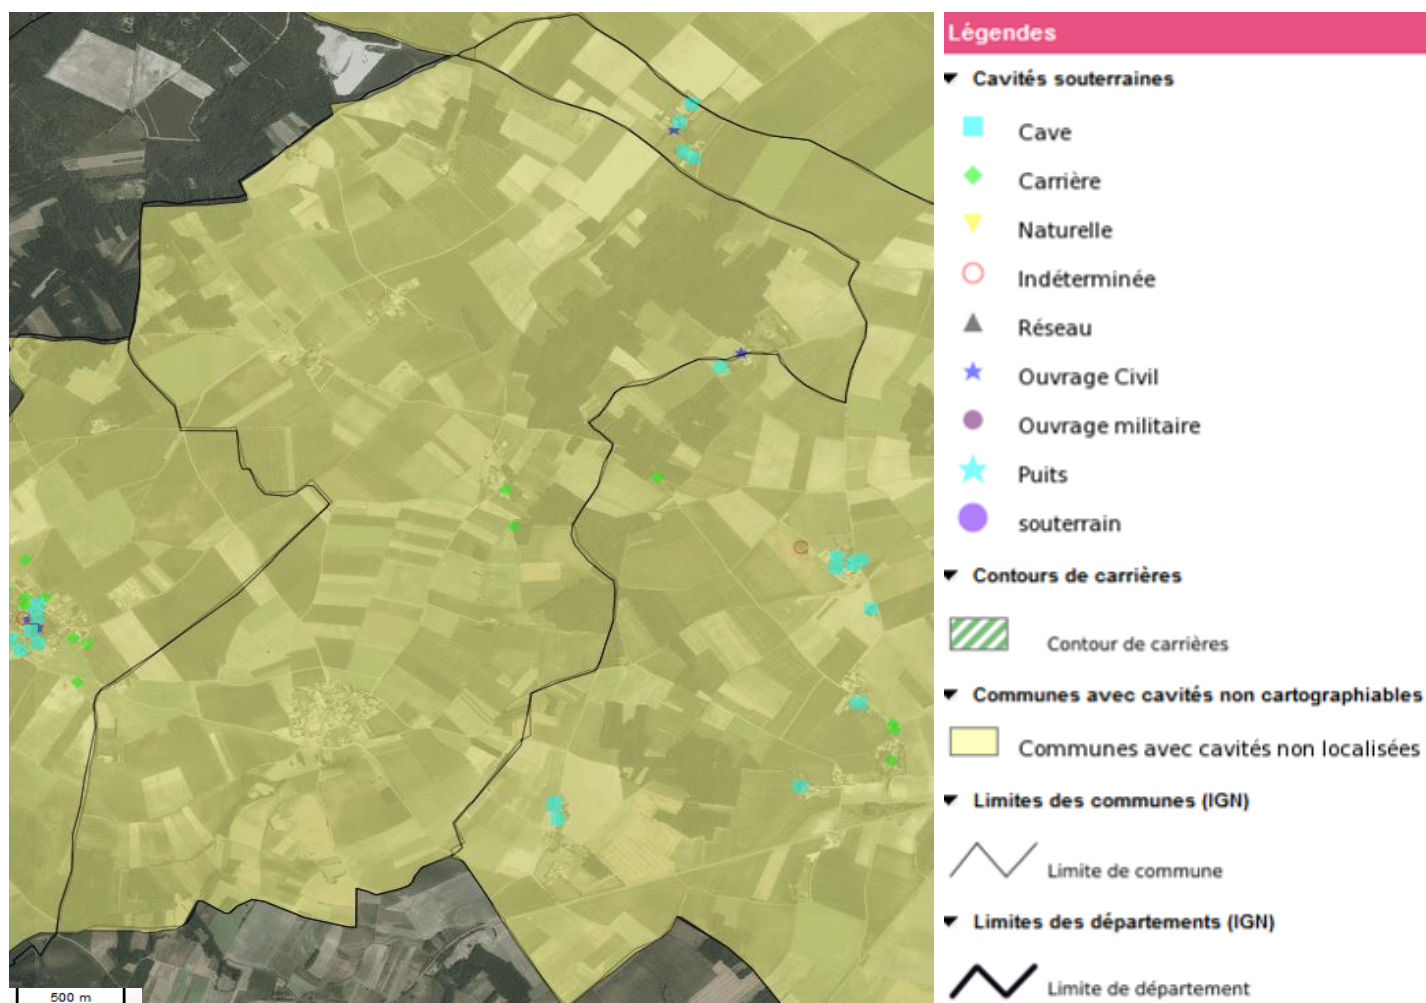 Légendes
Cavités souterraines
Cave
Carrière
Naturelle
Indéterminée
Réseau
Ouvrage Civil
Ouvrage militaire
Puits
souterrain
Contours de carrières
Contour de carrières
Communes avec cavités non cartographiables
Communes avec cavités non localisées
Limites des communes (IGN)
Limite de commune
Limites des départements (IGN)
Limite de département
500 m